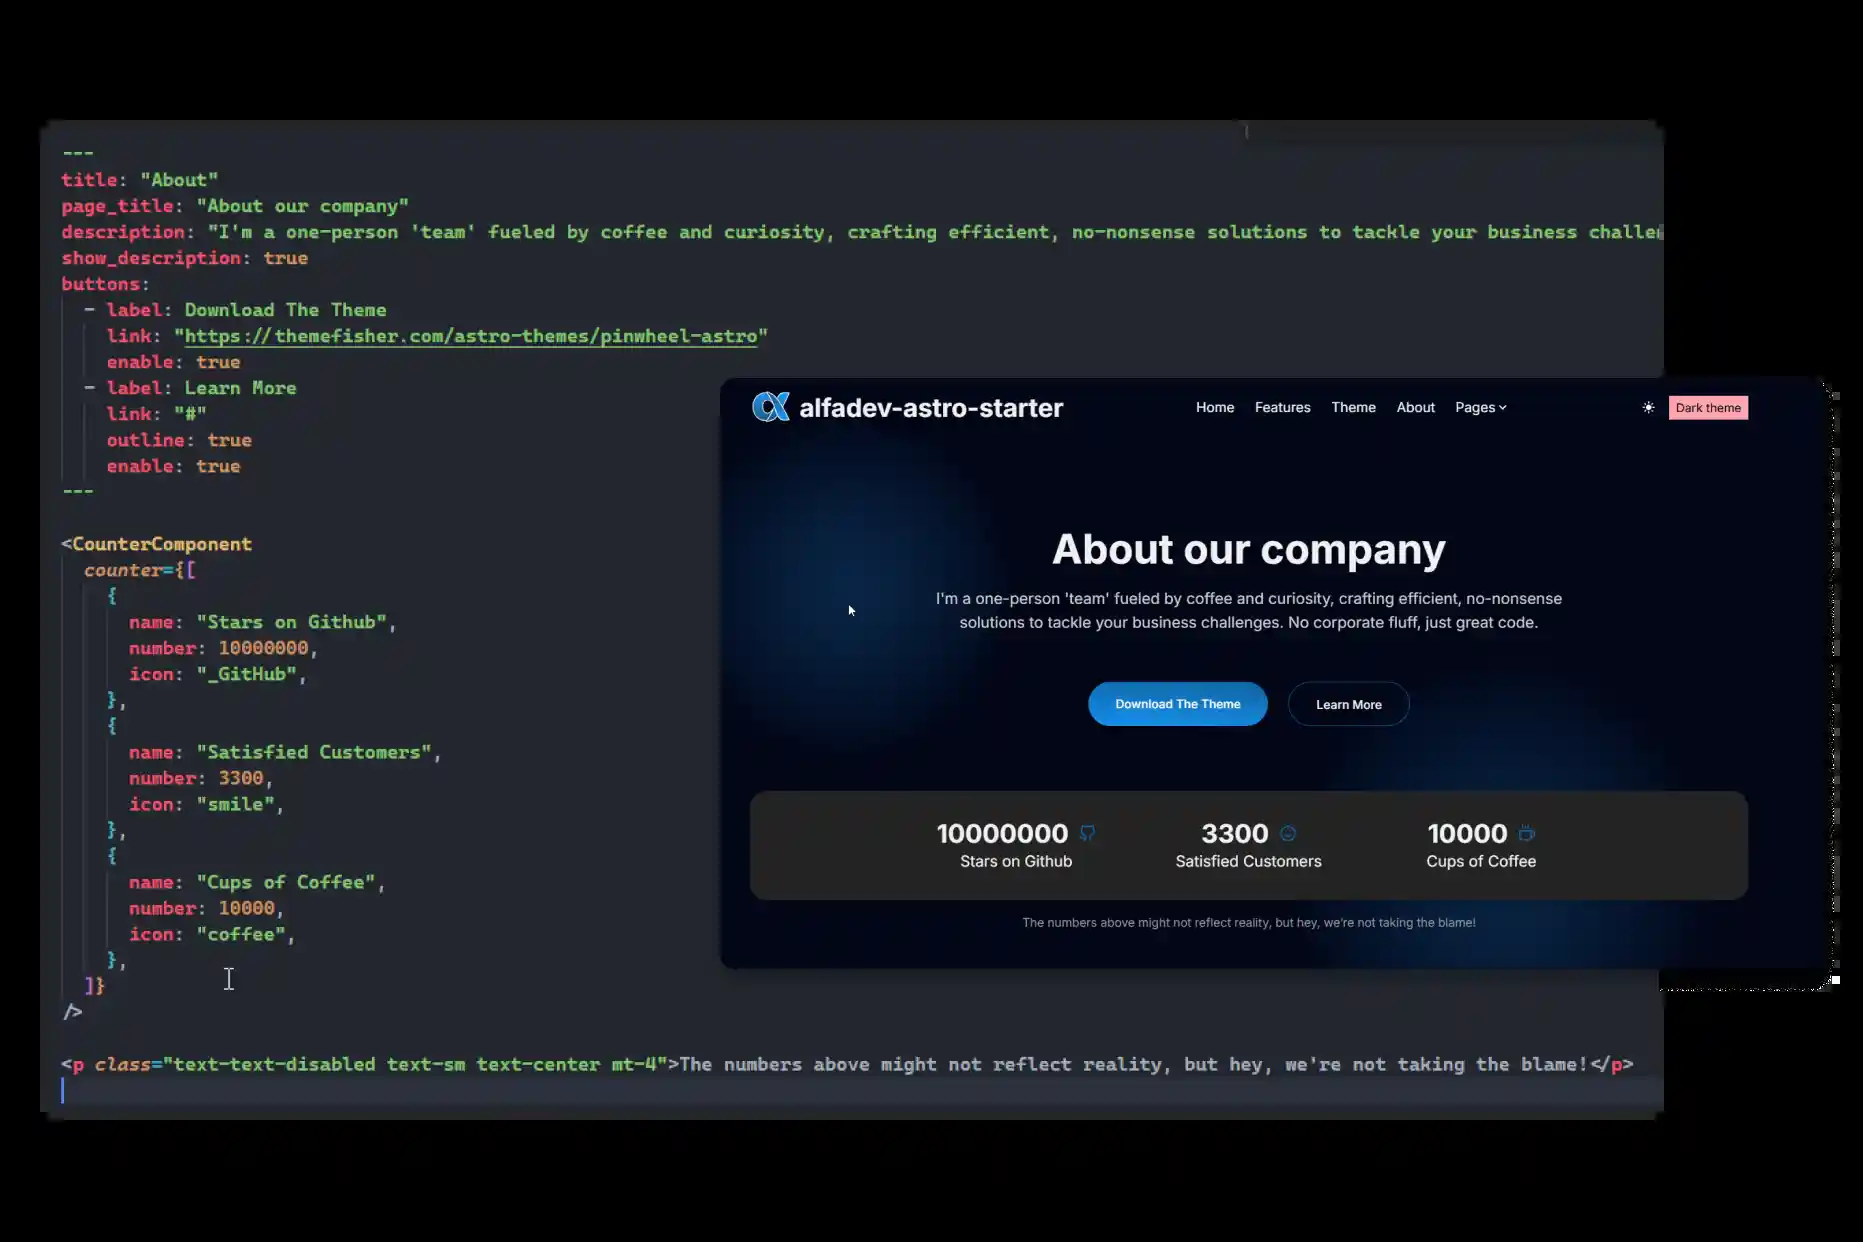 ---
title: "About"
page_title: "About our company"
description: "I'm a one-person 'team' fueled by coffee and curiosity, crafting efficient, no-nonsense solutions to tackle your business challen
show_description: true
buttons:
- label: Download The Theme
link: "https://themefisher.com/astro-themes/pinwheel-astro"
enable: true
- label: Learn More
link: "#"
outline: true
enable: true
---
<CounterComponent
counter={[
{
name: "Stars on Github",
number: 10000000,
icon: "_GitHub",
},
{
name: "Satisfied Customers",
number: 3300,
icon: "smile",
},
{
name: "Cups of Coffee",
number: 10000,
icon: "coffee",
},
]}
/>
<p class="text-text-disabled text-sm text-center mt-4">The numbers above might not reflect reality, but hey, we're not taking the blame!</p>
alfadev-astro-starter
Home Features Theme About Pages
Dark theme
About our company
I'm a one-person 'team' fueled by coffee and curiosity, crafting efficient, no-nonsense
solutions to tackle your business challenges. No corporate fluff, just great code.
Download The Theme Learn More
10000000 3300 10000
Stars on Github Satisfied Customers Cups of Coffee
The numbers above might not reflect reality, but hey, we're not taking the blame!